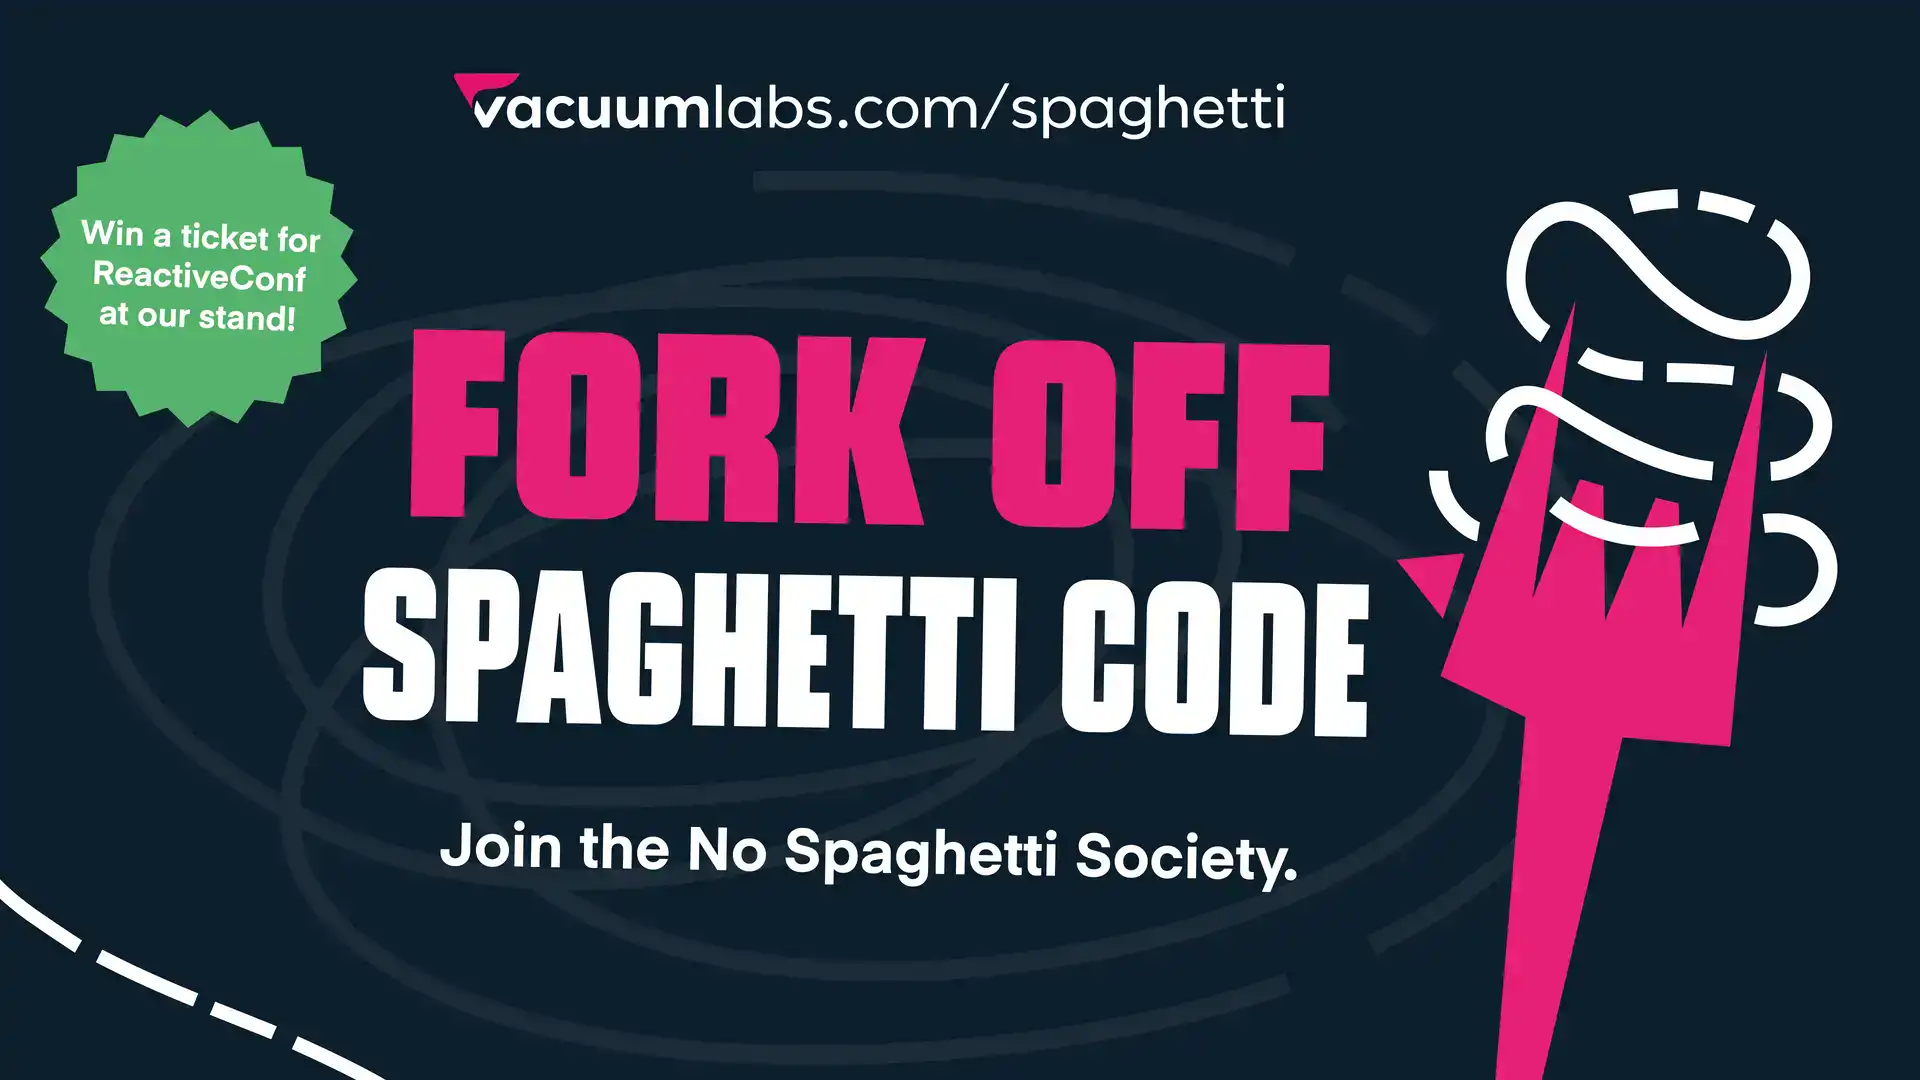 vacuumlabs.com/spaghetti
Win a ticket for
ReactiveConf
at our stand!
FORK OFF
SPAGHETTI CODE
Join the No Spaghetti Society.